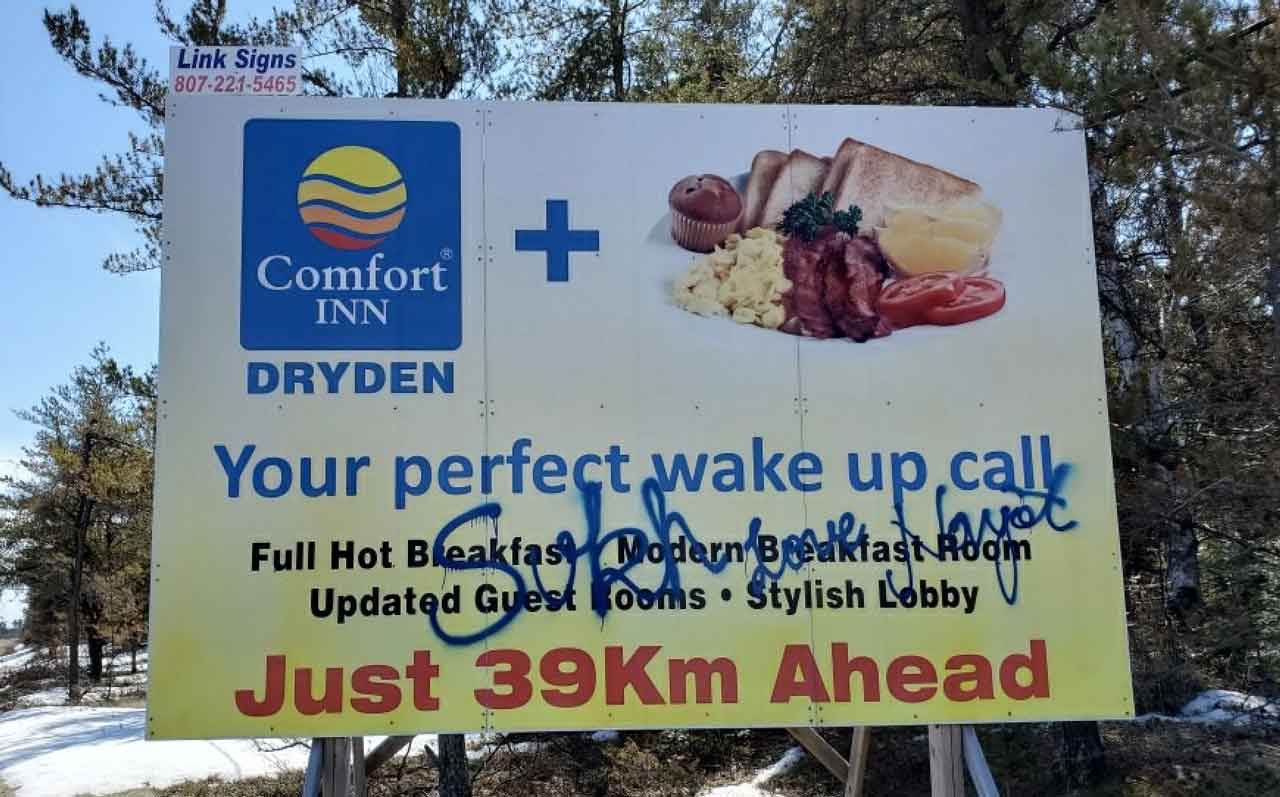 Link Signs
807-221-5465
Comfort®
INN
DRYDEN
+
Your perfect wake up call
Full Hot Breakfast Modern Breakfast Room
Updated Guest Rooms • Stylish Lobby
Sukh Love
Just 39Km Ahead